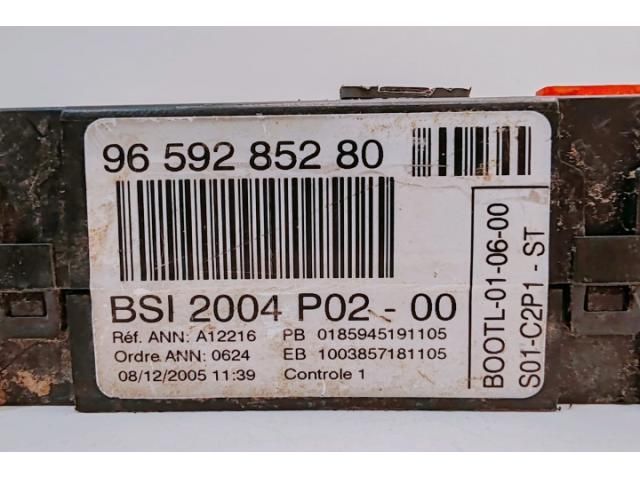 96 592 852 80
BSI 2004 P02 - 00
Réf. ANN: A12216 PB 0185945191105
Ordre ANN: 0624 EB 1003857181105
08/12/2005 11:39 Controle 1
BOOTL-01-06-00
S01-C2P1 - ST